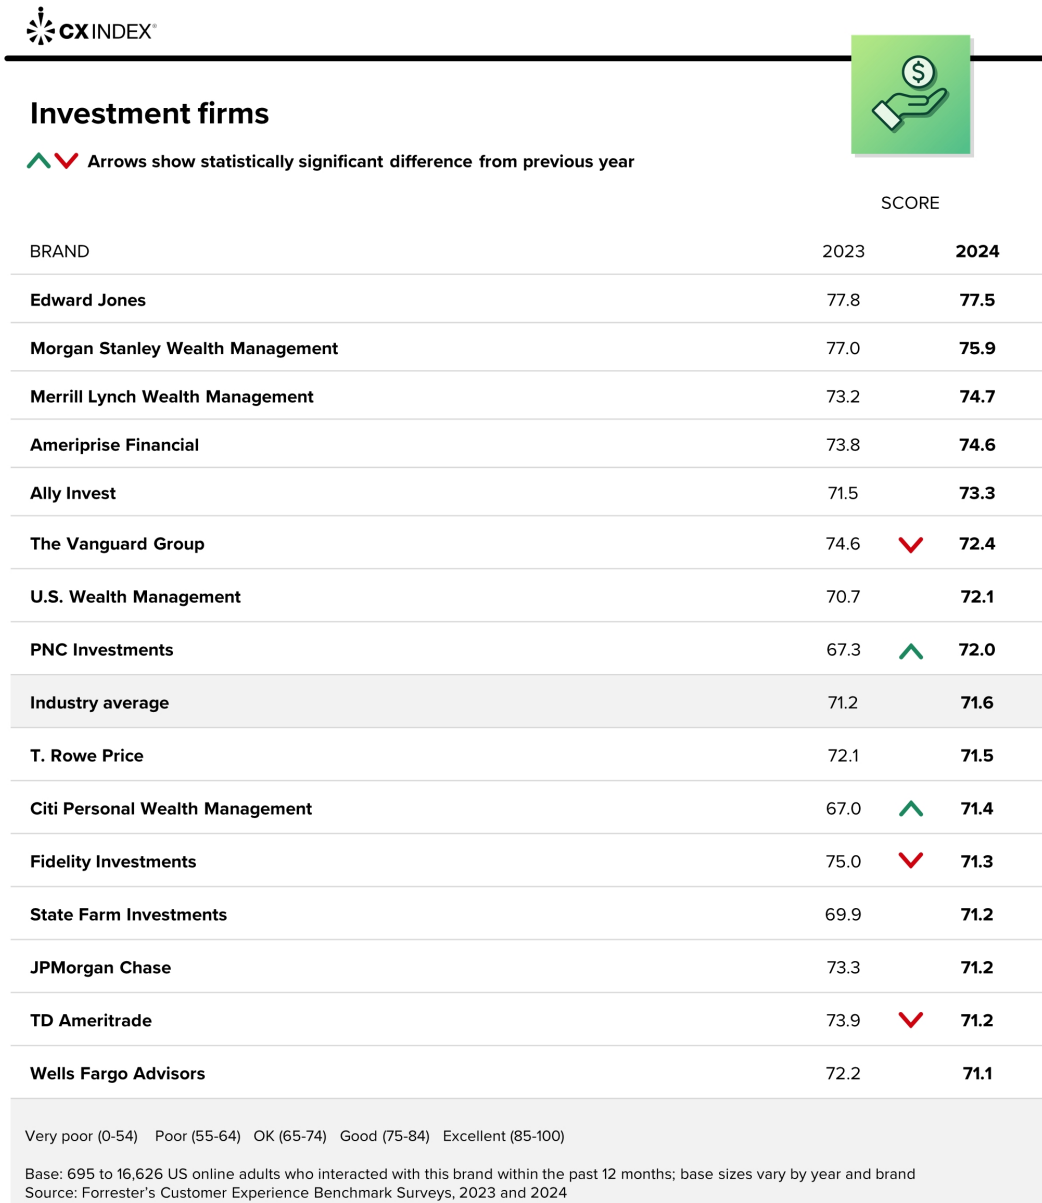 CX INDEX®
$
Investment firms
Arrows show statistically significant difference from previous year
SCORE
BRAND 2023 2024
Edward Jones 77.8 77.5
Morgan Stanley Wealth Management 77.0 75.9
Merrill Lynch Wealth Management 73.2 74.7
Ameriprise Financial 73.8 74.6
Ally Invest 71.5 73.3
The Vanguard Group 74.6 72.4
U.S. Wealth Management 70.7 72.1
PNC Investments 67.3 72.0
Industry average 71.2 71.6
T. Rowe Price 72.1 71.5
Citi Personal Wealth Management 67.0 71.4
Fidelity Investments 75.0 71.3
State Farm Investments 69.9 71.2
JPMorgan Chase 73.3 71.2
TD Ameritrade 73.9 71.2
Wells Fargo Advisors 72.2 71.1
Very poor (0-54) Poor (55-64) OK (65-74) Good (75-84) Excellent (85-100)
Base: 695 to 16,626 US online adults who interacted with this brand within the past 12 months; base sizes vary by year and brand
Source: Forrester’s Customer Experience Benchmark Surveys, 2023 and 2024